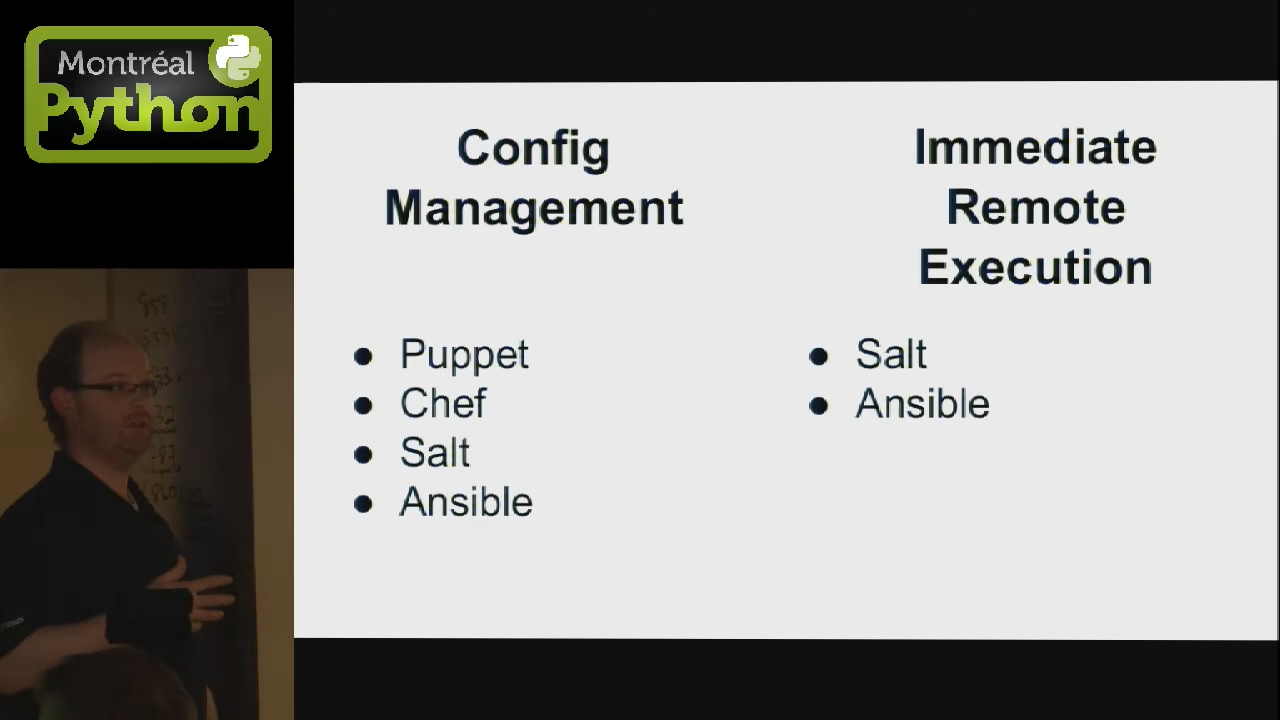 Montréal
Python
Config
Management
Puppet
Chef
Salt
Ansible
Immediate
Remote
Execution
Salt
Ansible